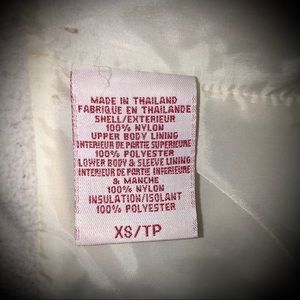 MADE IN THAILAND
FABRIQUE EN THAILANDE
SHELL/EXTERIEUR
100% NYLON
UPPER BODY LINING
INTERIEUR DE PARTIE SUPERIEURE
100% POLYESTER
LOWER BODY & SLEEVE LINING
INTERIEUR DE PARTIE INFERIEURE
& MANCHE
100% NYLON
INSULATION/ISOLANT
100% POLYESTER
XS/TP